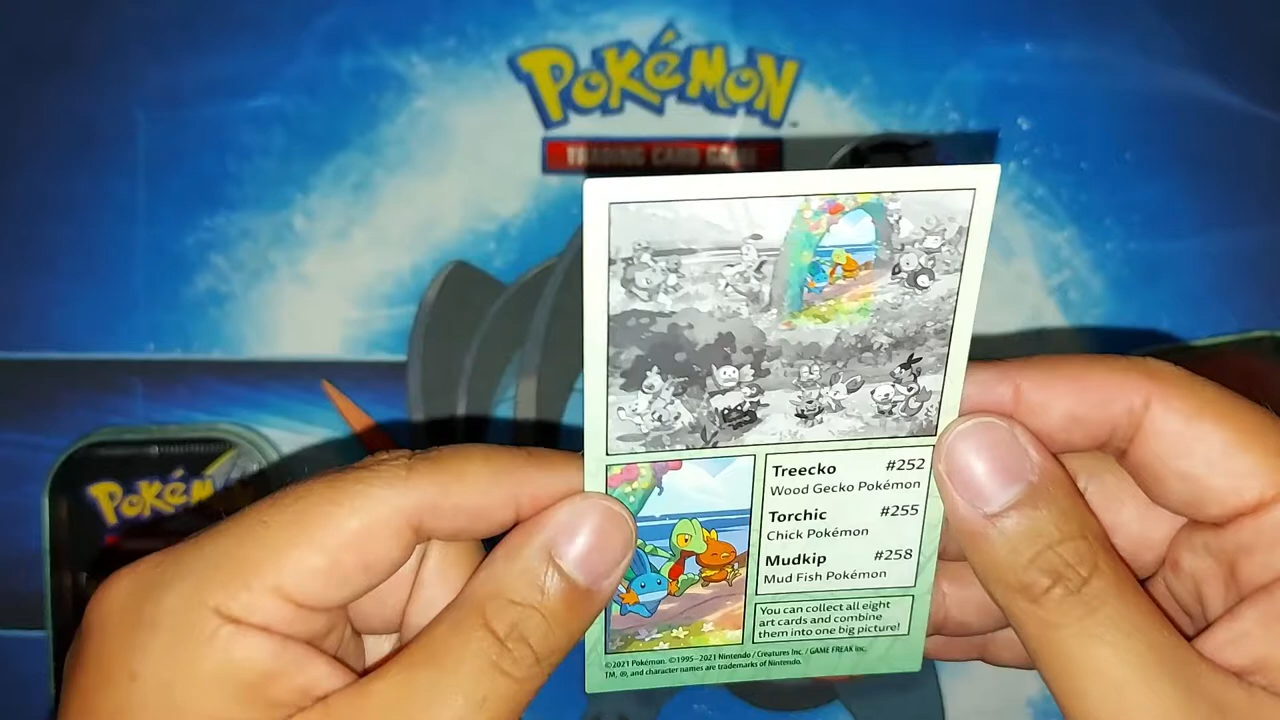 POKéMON
TRADING CARD GAME
POKéM
Treecko #252
Wood Gecko Pokémon
Torchic #255
Chick Pokémon
Mudkip #258
Mud Fish Pokémon
You can collect all eight
art cards and combine
them into one big picture!
©2021 Pokémon. ©1995–2021 Nintendo / Creatures Inc. / GAME FREAK inc.
TM, ®, and character names are trademarks of Nintendo.